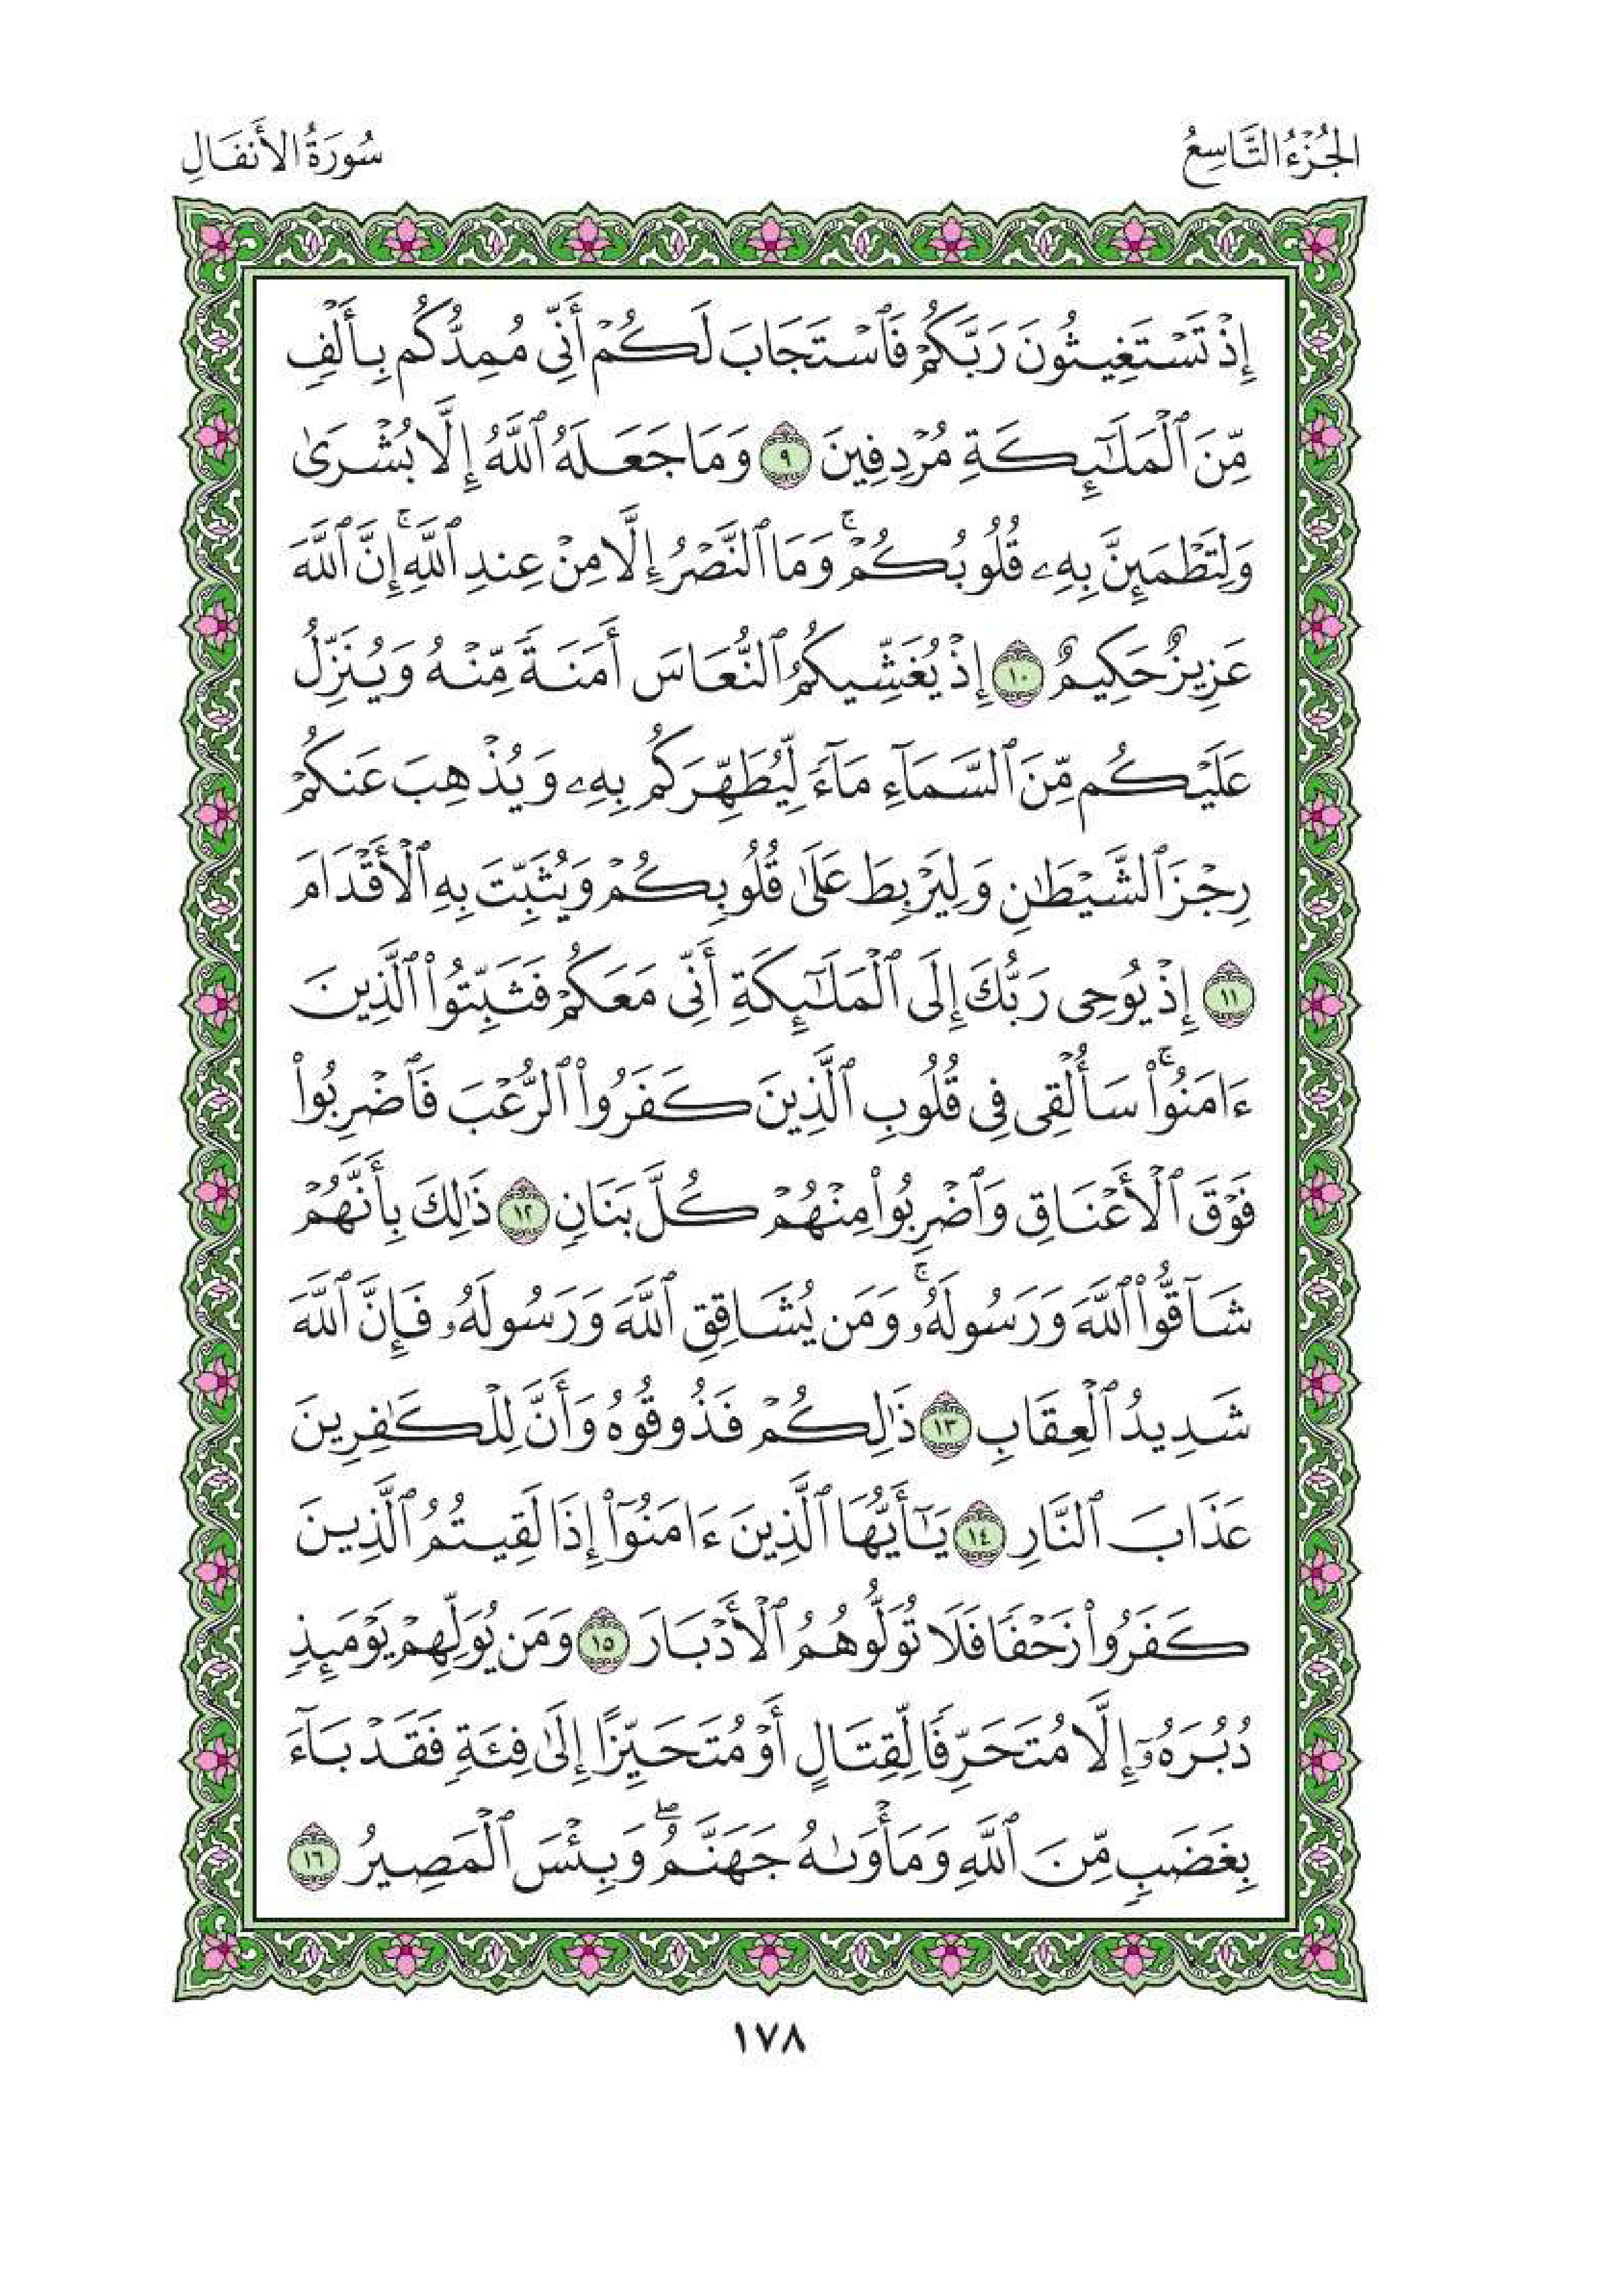 الجُزْءُ التَّاسِعُ
سُورَةُ الأَنفَالِ
إِذْ تَسْتَغِيثُونَ رَبَّكُمْ فَٱسْتَجَابَ لَكُمْ أَنِّى مُمِدُّكُم بِأَلْفٍ
مِّنَ ٱلْمَلَـٰٓئِكَةِ مُرْدِفِينَ ٩ وَمَا جَعَلَهُ ٱللَّهُ إِلَّا بُشْرَىٰ
وَلِتَطْمَئِنَّ بِهِۦ قُلُوبُكُمْ ۚ وَمَا ٱلنَّصْرُ إِلَّا مِنْ عِندِ ٱللَّهِ ۚ إِنَّ ٱللَّهَ
عَزِيزٌ حَكِيمٌ ١٠ إِذْ يُغَشِّيكُمُ ٱلنُّعَاسَ أَمَنَةً مِّنْهُ وَيُنَزِّلُ
عَلَيْكُم مِّنَ ٱلسَّمَآءِ مَآءً لِّيُطَهِّرَكُم بِهِۦ وَيُذْهِبَ عَنكُمْ
رِجْزَ ٱلشَّيْطَـٰنِ وَلِيَرْبِطَ عَلَىٰ قُلُوبِكُمْ وَيُثَبِّتَ بِهِ ٱلْأَقْدَامَ
١١ إِذْ يُوحِى رَبُّكَ إِلَى ٱلْمَلَـٰٓئِكَةِ أَنِّى مَعَكُمْ فَثَبِّتُوا۟ ٱلَّذِينَ
ءَامَنُوا۟ ۚ سَأُلْقِى فِى قُلُوبِ ٱلَّذِينَ كَفَرُوا۟ ٱلرُّعْبَ فَٱضْرِبُوا۟
فَوْقَ ٱلْأَعْنَاقِ وَٱضْرِبُوا۟ مِنْهُمْ كُلَّ بَنَانٍ ١٢ ذَٰلِكَ بِأَنَّهُمْ
شَآقُّوا۟ ٱللَّهَ وَرَسُولَهُۥ ۚ وَمَن يُشَاقِقِ ٱللَّهَ وَرَسُولَهُۥ فَإِنَّ ٱللَّهَ
شَدِيدُ ٱلْعِقَابِ ١٣ ذَٰلِكُمْ فَذُوقُوهُ وَأَنَّ لِلْكَـٰفِرِينَ
عَذَابَ ٱلنَّارِ ١٤ يَـٰٓأَيُّهَا ٱلَّذِينَ ءَامَنُوٓا۟ إِذَا لَقِيتُمُ ٱلَّذِينَ
كَفَرُوا۟ زَحْفًا فَلَا تُوَلُّوهُمُ ٱلْأَدْبَارَ ١٥ وَمَن يُوَلِّهِمْ يَوْمَئِذٍ
دُبُرَهُۥٓ إِلَّا مُتَحَرِّفًا لِّقِتَالٍ أَوْ مُتَحَيِّزًا إِلَىٰ فِئَةٍ فَقَدْ بَآءَ
بِغَضَبٍ مِّنَ ٱللَّهِ وَمَأْوَىٰهُ جَهَنَّمُ ۖ وَبِئْسَ ٱلْمَصِيرُ ١٦
١٧٨